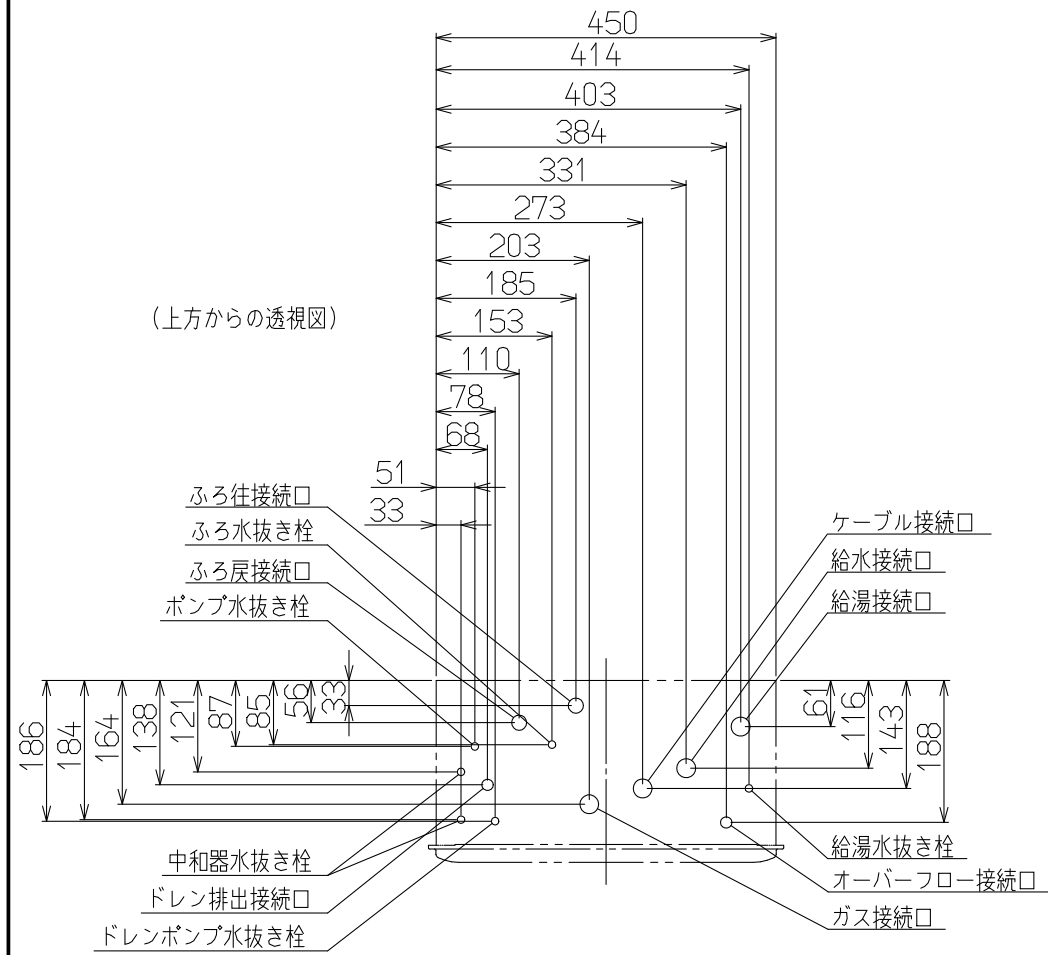 450
414
403
384
331
273
203
185
(上方からの透視図)
153
110
78
68
51
33
ふろ往接続口
ふろ水抜き栓
ふろ戻接続口
ポンプ水抜き栓
ケーブル接続口
給水接続口
給湯接続口
186
184
164
138
121
87
85
56
33
61
116
143
188
中和器水抜き栓
ドレン排出接続口
ドレンポンプ水抜き栓
給湯水抜き栓
オーバーフロー接続口
ガス接続口